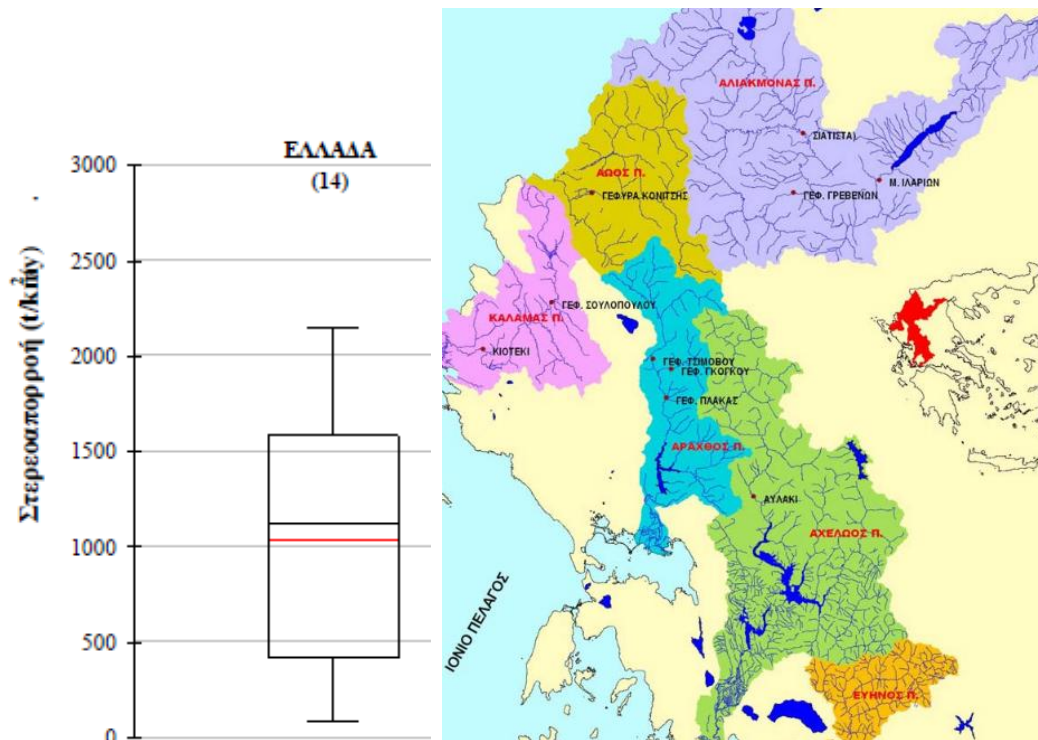 ΕΛΛΑΔΑ
(14)
3000
2500
2000
1500
1000
500
0
Στερεοαπορροή
ΑΛΙΑΚΜΟΝΑΣ Π.
ΣΙΑΤΙΣΤΑ)
Μ. ΙΛΑΡΙΩΝ
ΓΕΦ. ΓΡΕΒΕΝΩΝ
ΑΩΟΣ Π.
ΓΕΦΥΡΑ ΚΟΝΙΤΣΗΣ
ΓΕΦ. ΣΟΥΛΟΠΟΥΛΟΥ
ΚΑΛΑΜΑΣ Π.
ΚΙΟΤΕΚΙ
ΓΕΦ. ΤΣΙΜΟΒΟΥ
ΓΕΦ. ΓΚΟΓΚΟΥ
ΓΕΦ. ΠΛΑΚΑΣ
ΑΡΑΧΘΟΣ Π.
ΑΥΛΑΚΙ
ΑΧΕΛΩΟΣ Π.
ΙΟΝΙΟ ΠΕΛΑΓΟΣ
ΕΥΗΝΟΣ Π.